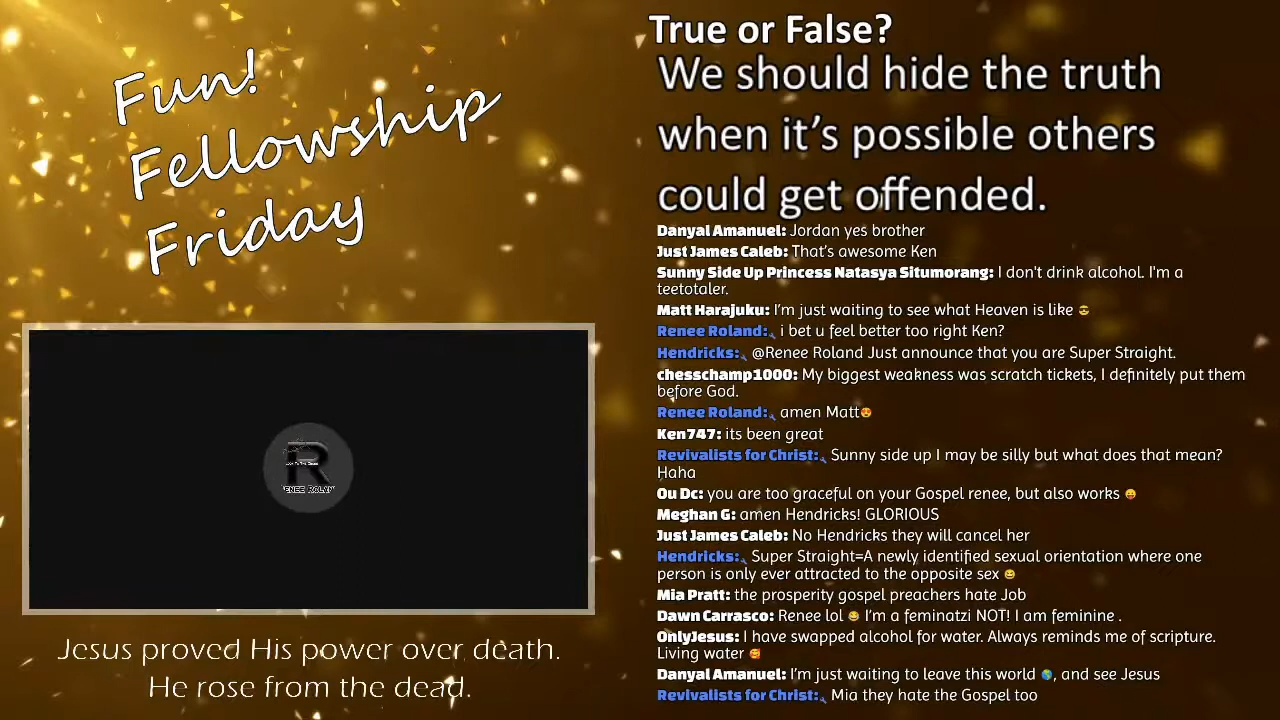 Fun!
Fellowship
Friday
RENEE ROLAN
Jesus proved His power over death.
He rose from the dead.
True or False?
We should hide the truth
when it's possible others
could get offended.
Danyal Amanuel: Jordan yes brother
Just James Caleb: That's awesome Ken
Sunny Side Up Princess Natasya Situmorang: I don't drink alcohol. I'm a
teetotaler.
Matt Harajuku: I'm just waiting to see what Heaven is like 😎
Renee Roland: i bet u feel better too right Ken?
Hendricks: @Renee Roland Just announce that you are Super Straight.
chesschamp1000: My biggest weakness was scratch tickets, I definitely put them
before God.
Renee Roland: amen Matt😍
Ken747: its been great
Revivalists for Christ: Sunny side up I may be silly but what does that mean?
Haha
Ou Dc: you are too graceful on your Gospel renee, but also works 😛
Meghan G: amen Hendricks! GLORIOUS
Just James Caleb: No Hendricks they will cancel her
Hendricks: Super Straight=A newly identified sexual orientation where one
person is only ever attracted to the opposite sex 😀
Mia Pratt: the prosperity gospel preachers hate Job
Dawn Carrasco: Renee lol 😂 I'm a feminatzi NOT! I am feminine .
OnlyJesus: I have swapped alcohol for water. Always reminds me of scripture.
Living water 🥰
Danyal Amanuel: I'm just waiting to leave this world 🌎, and see Jesus
Revivalists for Christ: Mia they hate the Gospel too